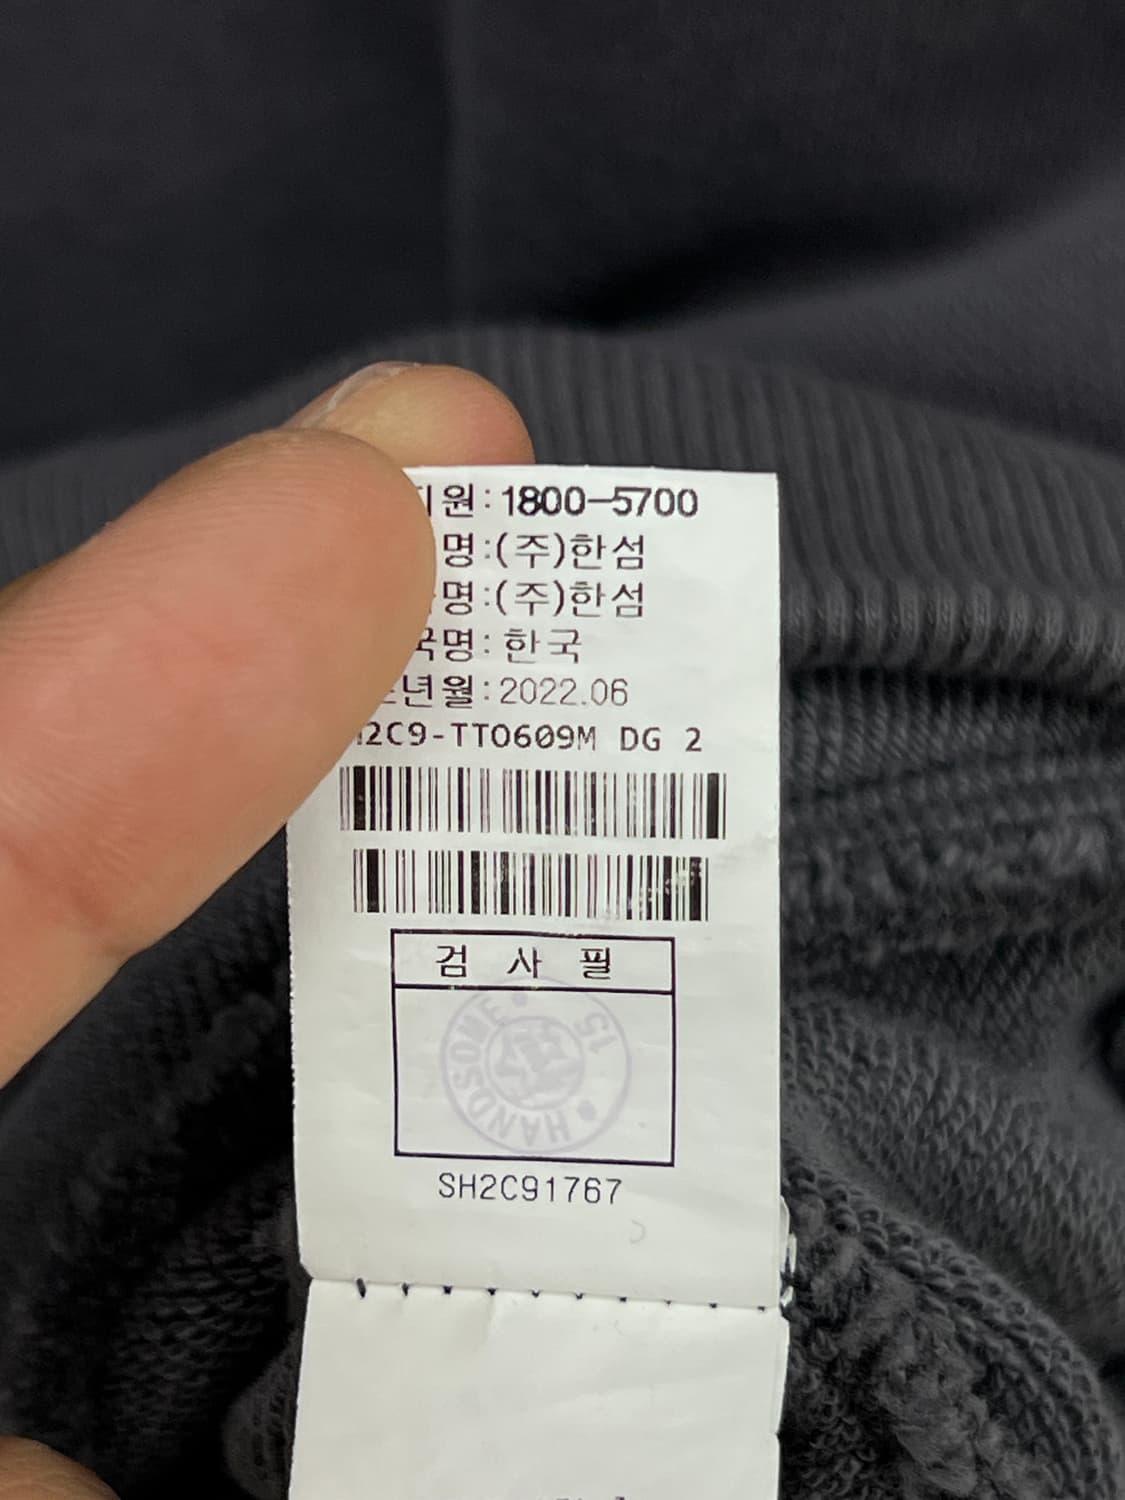 원:1800-5700
명:(주)한섬
명:(주)한섬
국명: 한국
년월:2022.06
2C9-TT0609M DG 2
검 사 필
HANDSOME 15
SH2C91767